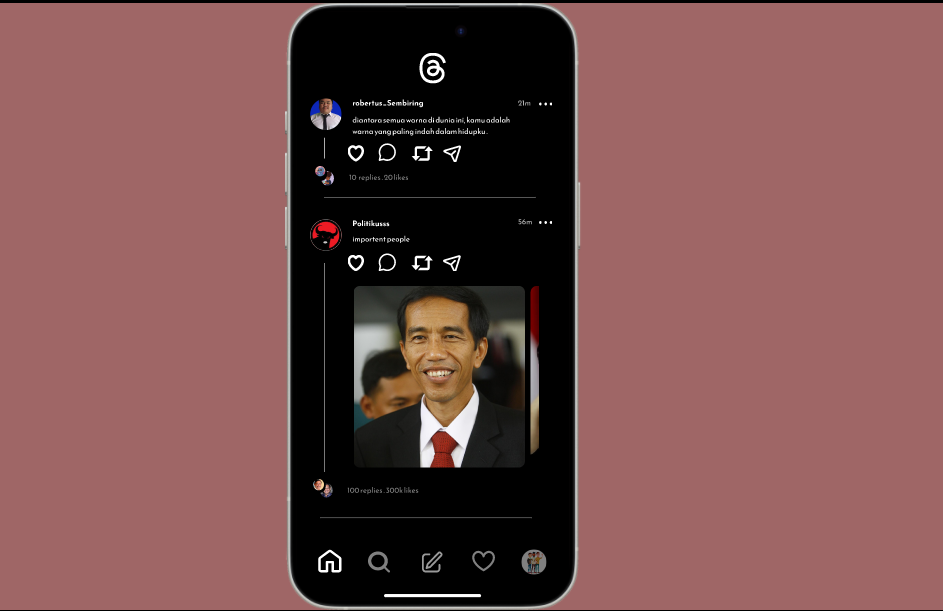 robertus_Sembiring
21m
diantara semua warna di dunia ini, kamu adalah
warna yang paling indah dalam hidupku.
10 replies . 20 likes
Politikusss
56m
importent people
100 replies . 300k likes